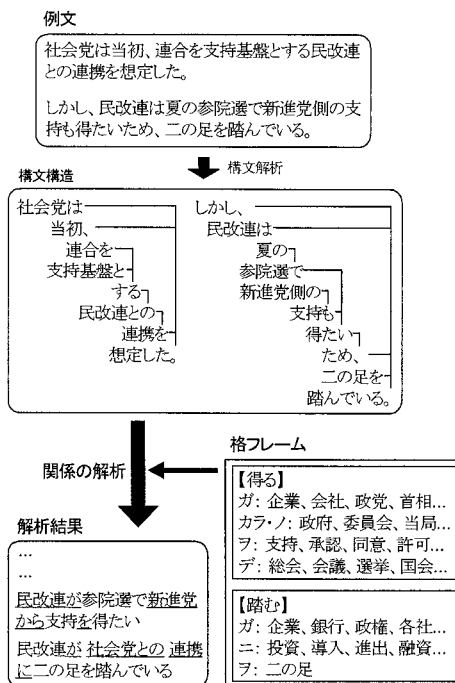 例文
社会党は当初、連合を支持基盤とする民改連
との連携を想定した。
しかし、民改連は夏の参院選で新進党側の支
持も得たいため、二の足を踏んでいる。
構文解析
構文構造
社会党は
当初、
連合を
支持基盤と
する
民改連との
連携を
想定した。
しかし、
民改連は
夏の
参院選で
新進党側の
支持も
得たい
ため、
二の足を
踏んでいる。
関係の解析
格フレーム
【得る】
ガ: 企業、会社、政党、首相...
カラ・ノ: 政府、委員会、当局...
ヲ: 支持、承認、同意、許可...
デ: 総会、会議、選挙、国会...
【踏む】
ガ: 企業、銀行、政権、各社...
ニ: 投資、導入、進出、融資...
ヲ: 二の足
解析結果
...
...
民改連が参院選で新進党
から支持を得たい
民改連が 社会党との 連携
に二の足を踏んでいる